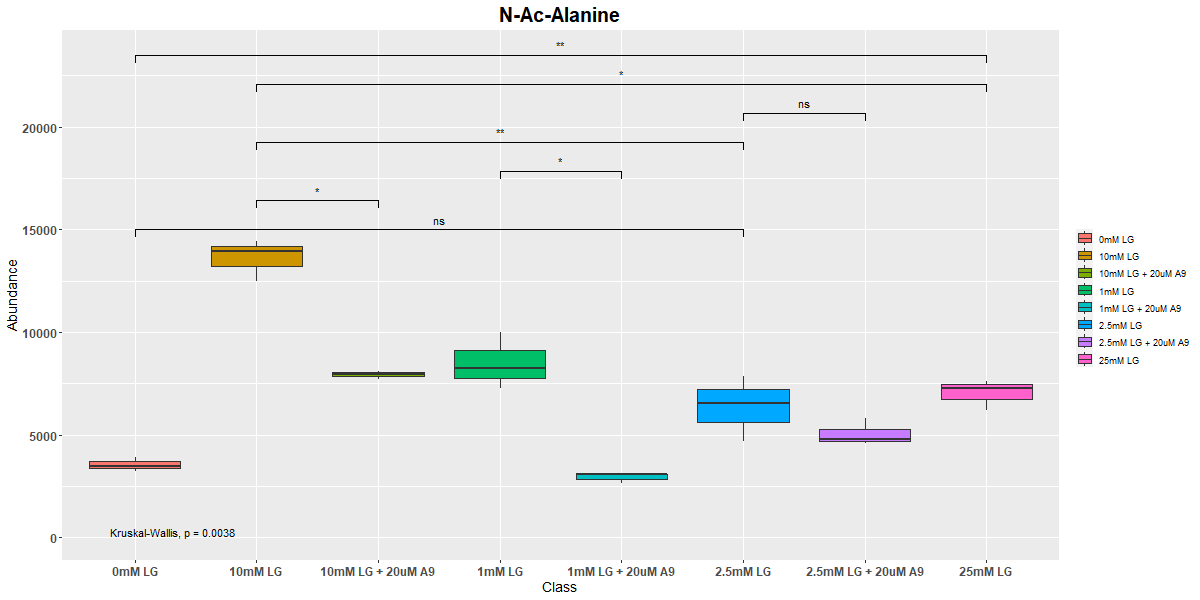 N-Ac-Alanine
**
*
ns
**
*
*
ns
20000
15000
10000
5000
0
Abundance
Kruskal-Wallis, p = 0.0038
0mM LG
10mM LG
10mM LG + 20uM A9
1mM LG
1mM LG + 20uM A9
2.5mM LG
2.5mM LG + 20uM A9
25mM LG
Class
0mM LG
10mM LG
10mM LG + 20uM A9
1mM LG
1mM LG + 20uM A9
2.5mM LG
2.5mM LG + 20uM A9
25mM LG